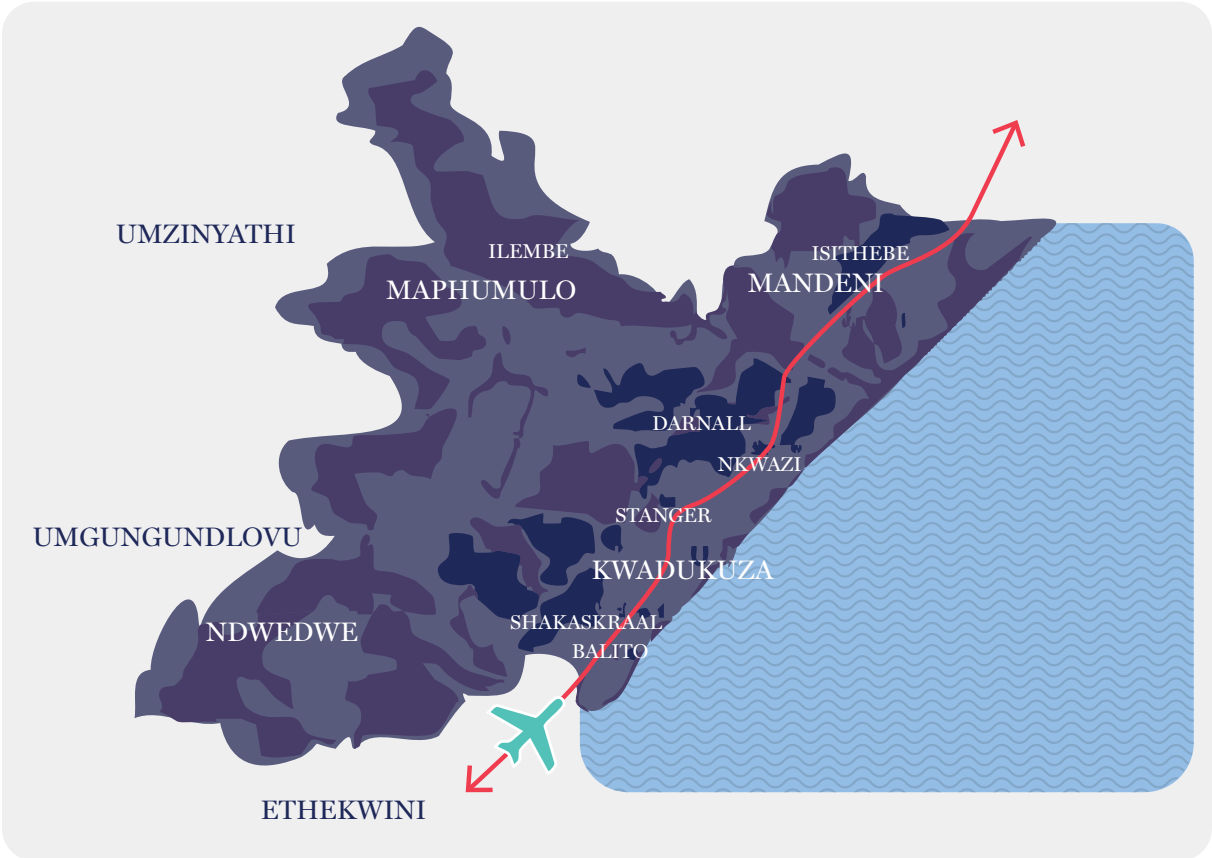 UMZINYATHI
ILEMBE
ISITHEBE
MAPHUMULO
MANDENI
DARNALL
NKWAZI
STANGER
UMGUNGUNDLOVU
KWADUKUZA
SHAKASKRAAL
NDWEDWE
BALITO
ETHEKWINI